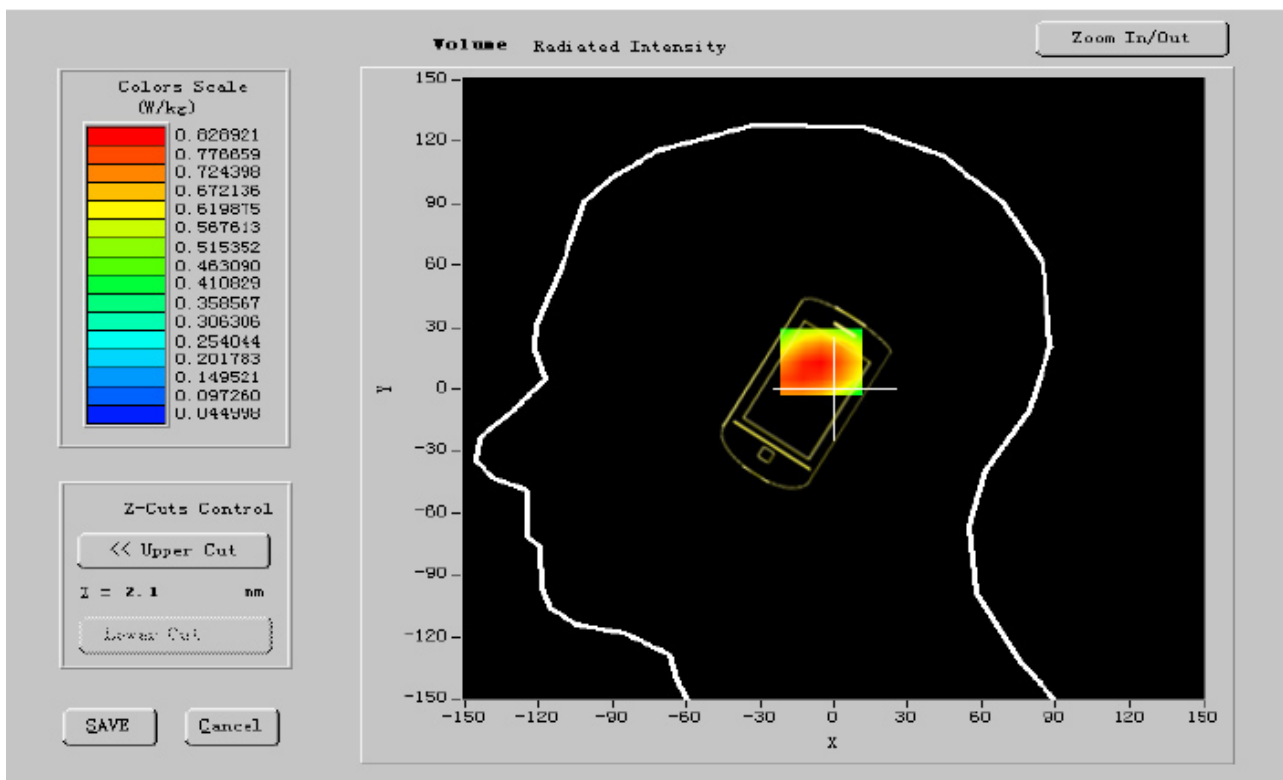 Volume Radiated Intensity
Zoom In/Out
Colors Scale
(W/kg)
0.828921
0.776659
0.724398
0.672136
0.619875
0.567613
0.515352
0.463090
0.410829
0.358567
0.306306
0.254044
0.201783
0.149521
0.097260
0.044998
Z-Cuts Control
<< Upper Cut
Z = 2.1 mm
Lower Cut
SAVE
Cancel
150
120
90
60
30
0
-30
-60
-90
-120
-150
Y
-150 -120 -90 -60 -30 0 30 60 90 120 150
X